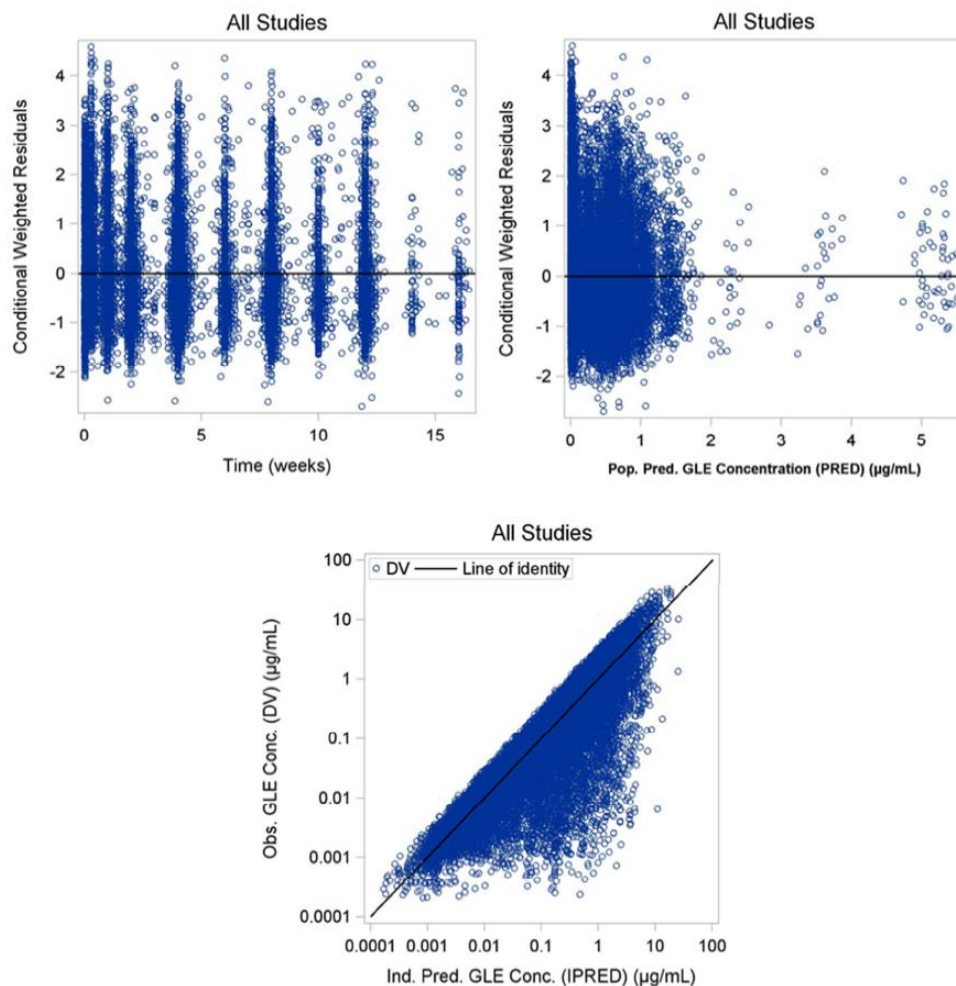 All Studies
Conditional Weighted Residuals
4
3
2
1
0
-1
-2
0 5 10 15
Time (weeks)
All Studies
Conditional Weighted Residuals
4
3
2
1
0
-1
-2
0 1 2 3 4 5
Pop. Pred. GLE Concentration (PRED) (µg/mL)
All Studies
DV Line of identity
Obs. GLE Conc. (DV) (µg/mL)
100
10
1
0.1
0.01
0.001
0.0001
0.0001 0.001 0.01 0.1 1 10 100
Ind. Pred. GLE Conc. (IPRED) (µg/mL)